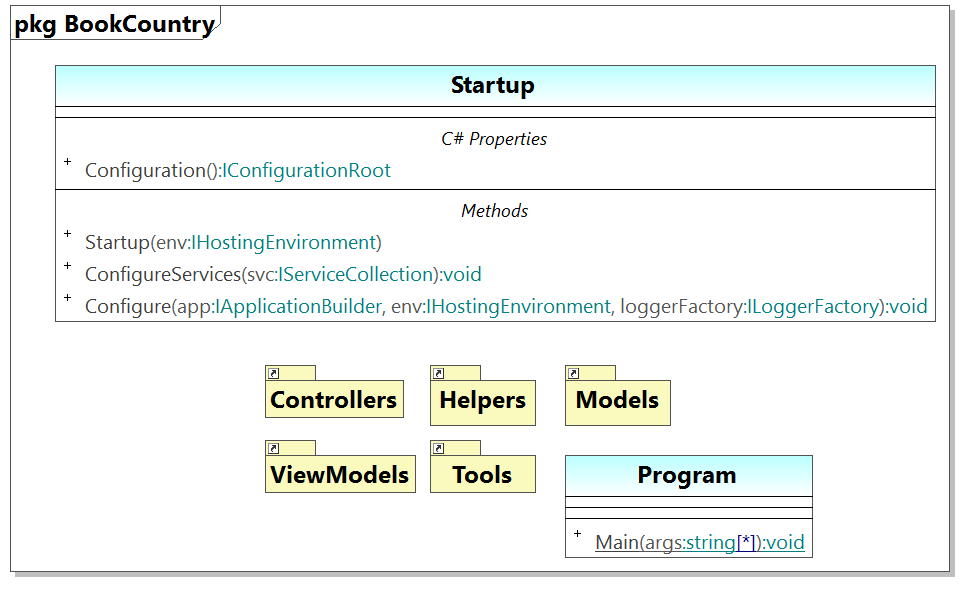 pkg BookCountry
Startup
C# Properties
+ Configuration():IConfigurationRoot
Methods
+ Startup(env:IHostingEnvironment)
+ ConfigureServices(svc:IServiceCollection):void
+ Configure(app:IApplicationBuilder, env:IHostingEnvironment, loggerFactory:ILoggerFactory):void
Controllers
Helpers
Models
ViewModels
Tools
Program
+ Main(args:string[*]):void